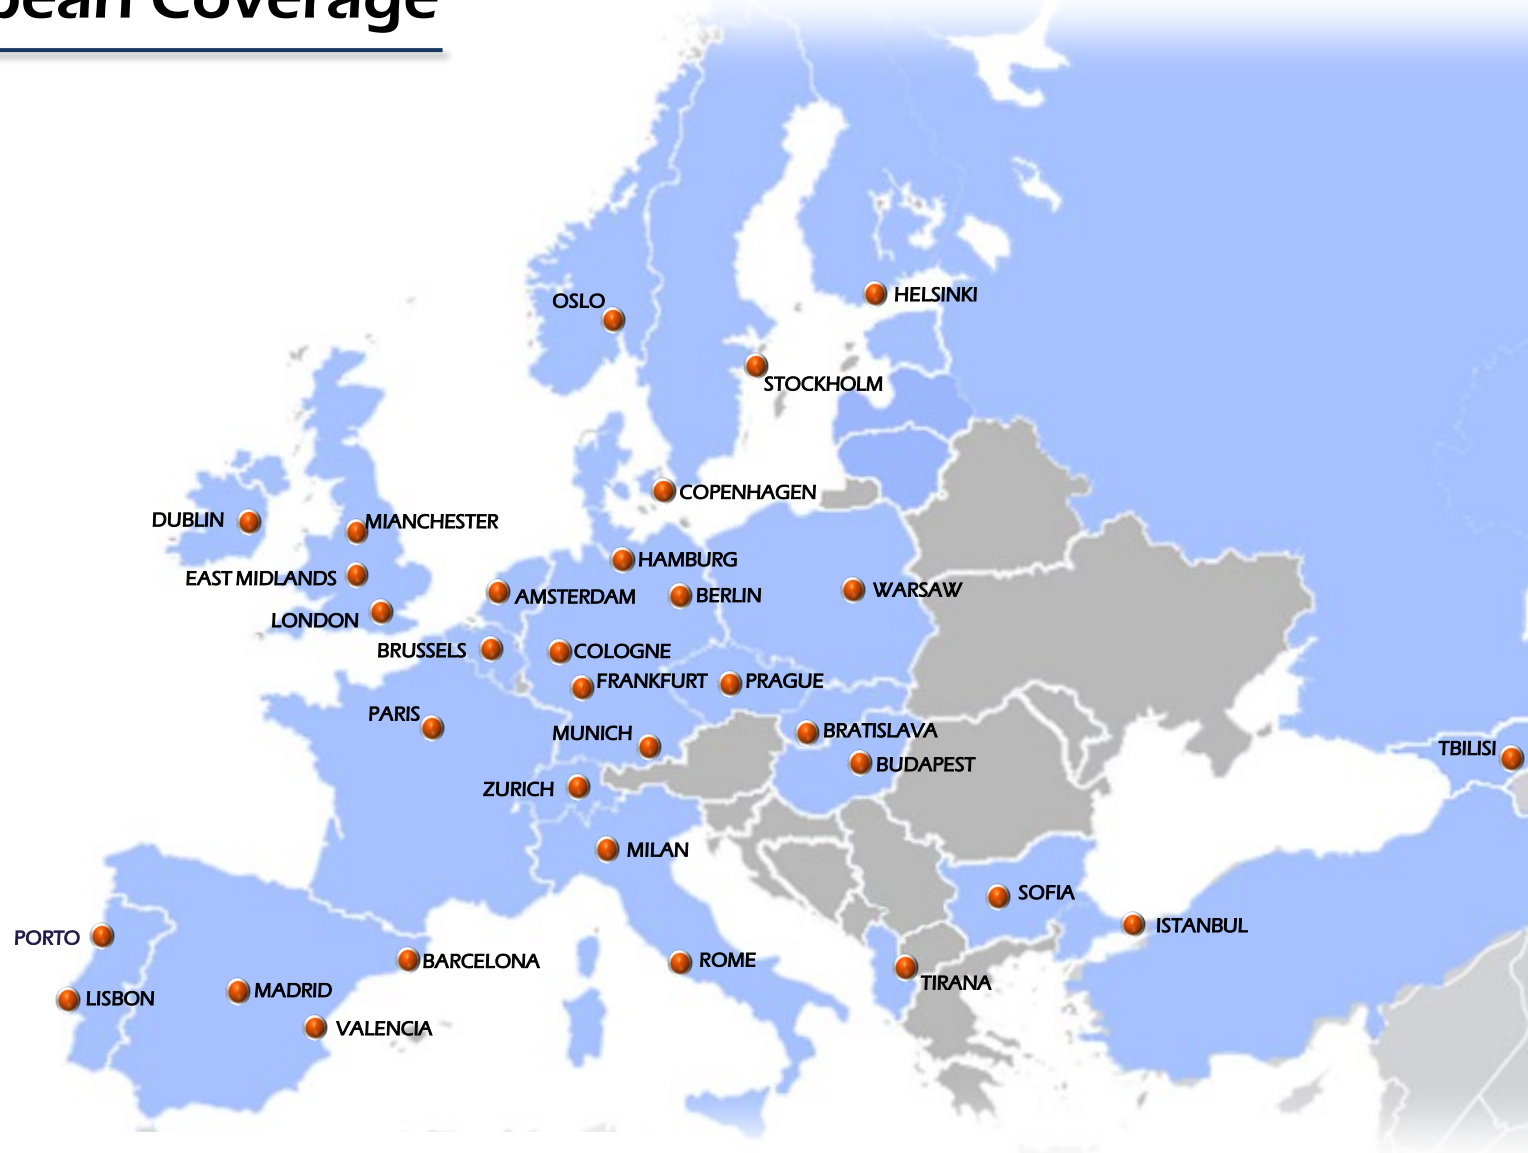 pean Coverage
OSLO
HELSINKI
STOCKHOLM
COPENHAGEN
DUBLIN
MIANCHESTER
HAMBURG
EAST MIDLANDS
AMSTERDAM
BERLIN
WARSAW
LONDON
BRUSSELS
COLOGNE
FRANKFURT
PRAGUE
PARIS
MUNICH
BRATISLAVA
TBILISI
BUDAPEST
ZURICH
MILAN
SOFIA
ISTANBUL
PORTO
BARCELONA
ROME
TIRANA
LISBON
MADRID
VALENCIA